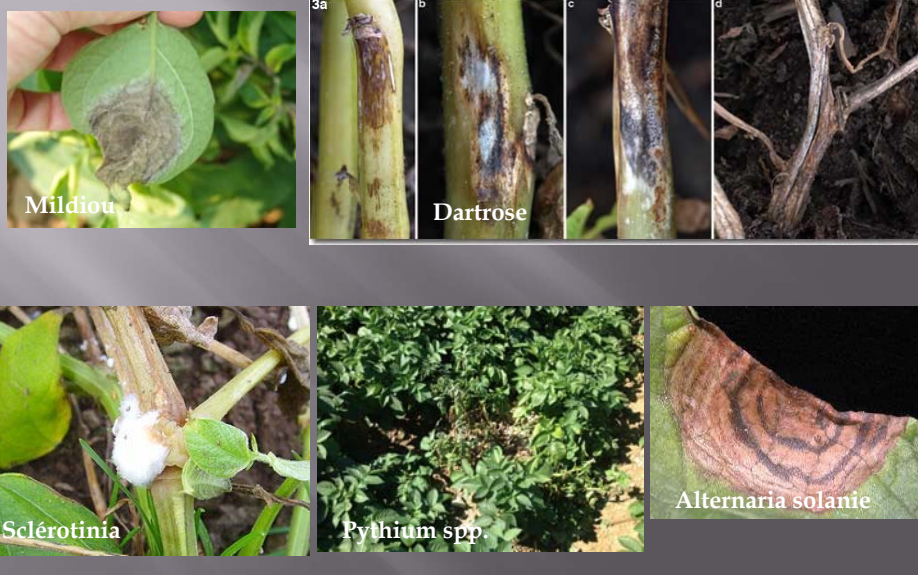 3a
b
c
d
Mildiou
Dartrose
Sclérotinia
Pythium spp.
Alternaria solanie